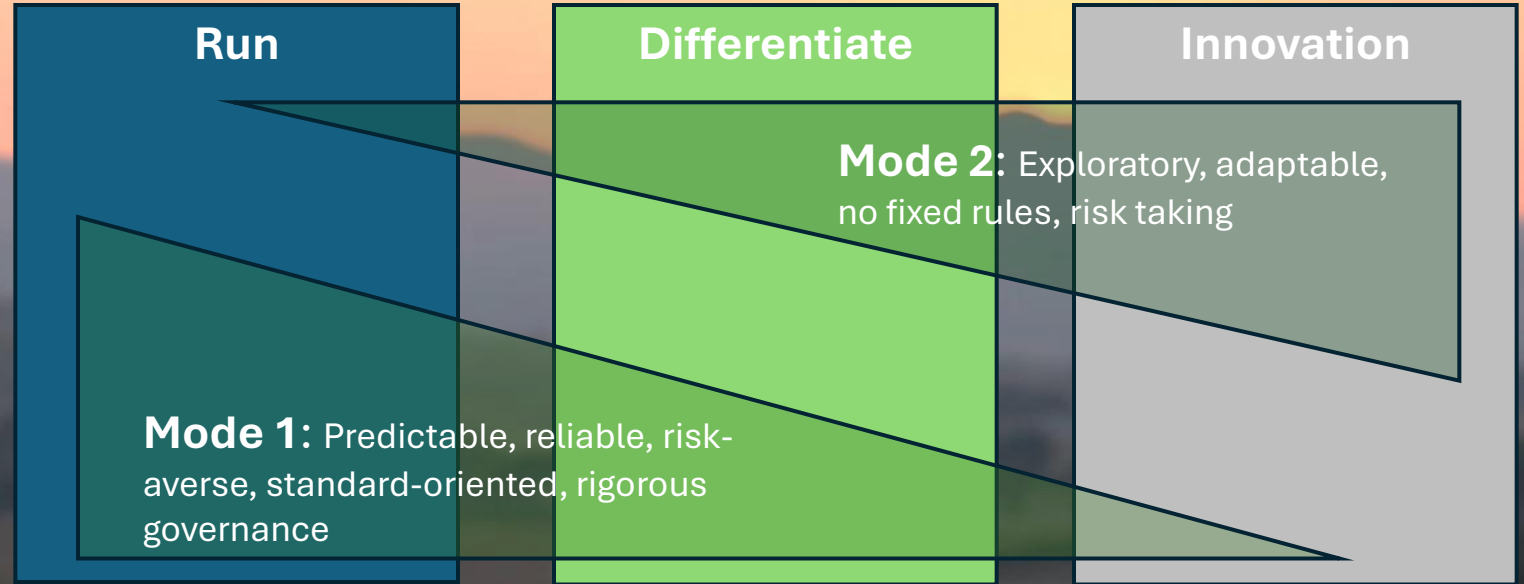 Run
Differentiate
Innovation
Mode 2: Exploratory, adaptable,
no fixed rules, risk taking
Mode 1: Predictable, reliable, risk-
averse, standard-oriented, rigorous
governance